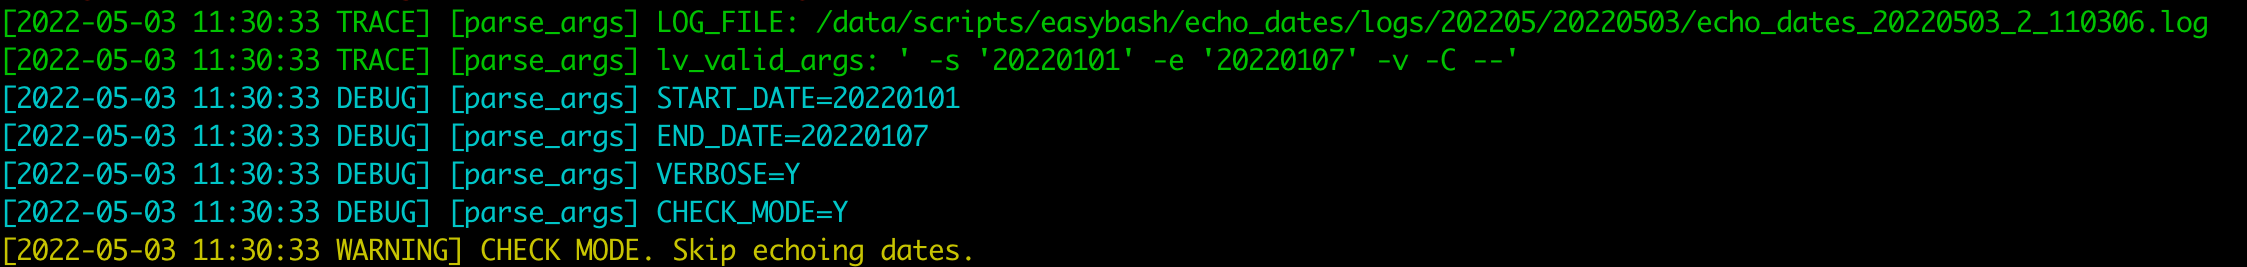 [2022-05-03 11:30:33 TRACE] [parse_args] LOG_FILE: /data/scripts/easybash/echo_dates/logs/202205/20220503/echo_dates_20220503_2_110306.log
[2022-05-03 11:30:33 TRACE] [parse_args] lv_valid_args: ' -s '20220101' -e '20220107' -v -C --'
[2022-05-03 11:30:33 DEBUG] [parse_args] START_DATE=20220101
[2022-05-03 11:30:33 DEBUG] [parse_args] END_DATE=20220107
[2022-05-03 11:30:33 DEBUG] [parse_args] VERBOSE=Y
[2022-05-03 11:30:33 DEBUG] [parse_args] CHECK_MODE=Y
[2022-05-03 11:30:33 WARNING] CHECK MODE. Skip echoing dates.